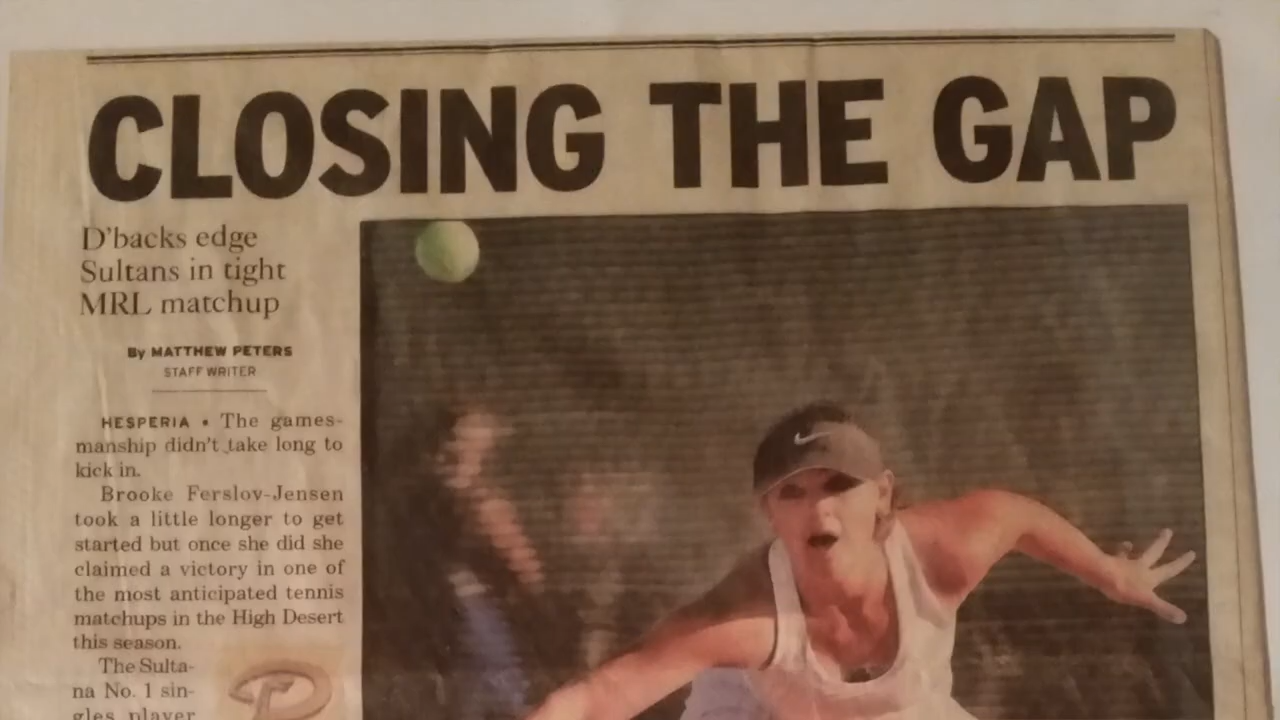 CLOSING THE GAP
D'backs edge
Sultans in tight
MRL matchup
By MATTHEW PETERS
STAFF WRITER
HESPERIA • The games-
manship didn't take long to
kick in.
Brooke Ferslov-Jensen
took a little longer to get
started but once she did she
claimed a victory in one of
the most anticipated tennis
matchups in the High Desert
this season.
The Sulta-
na No. 1 sin-
gles player